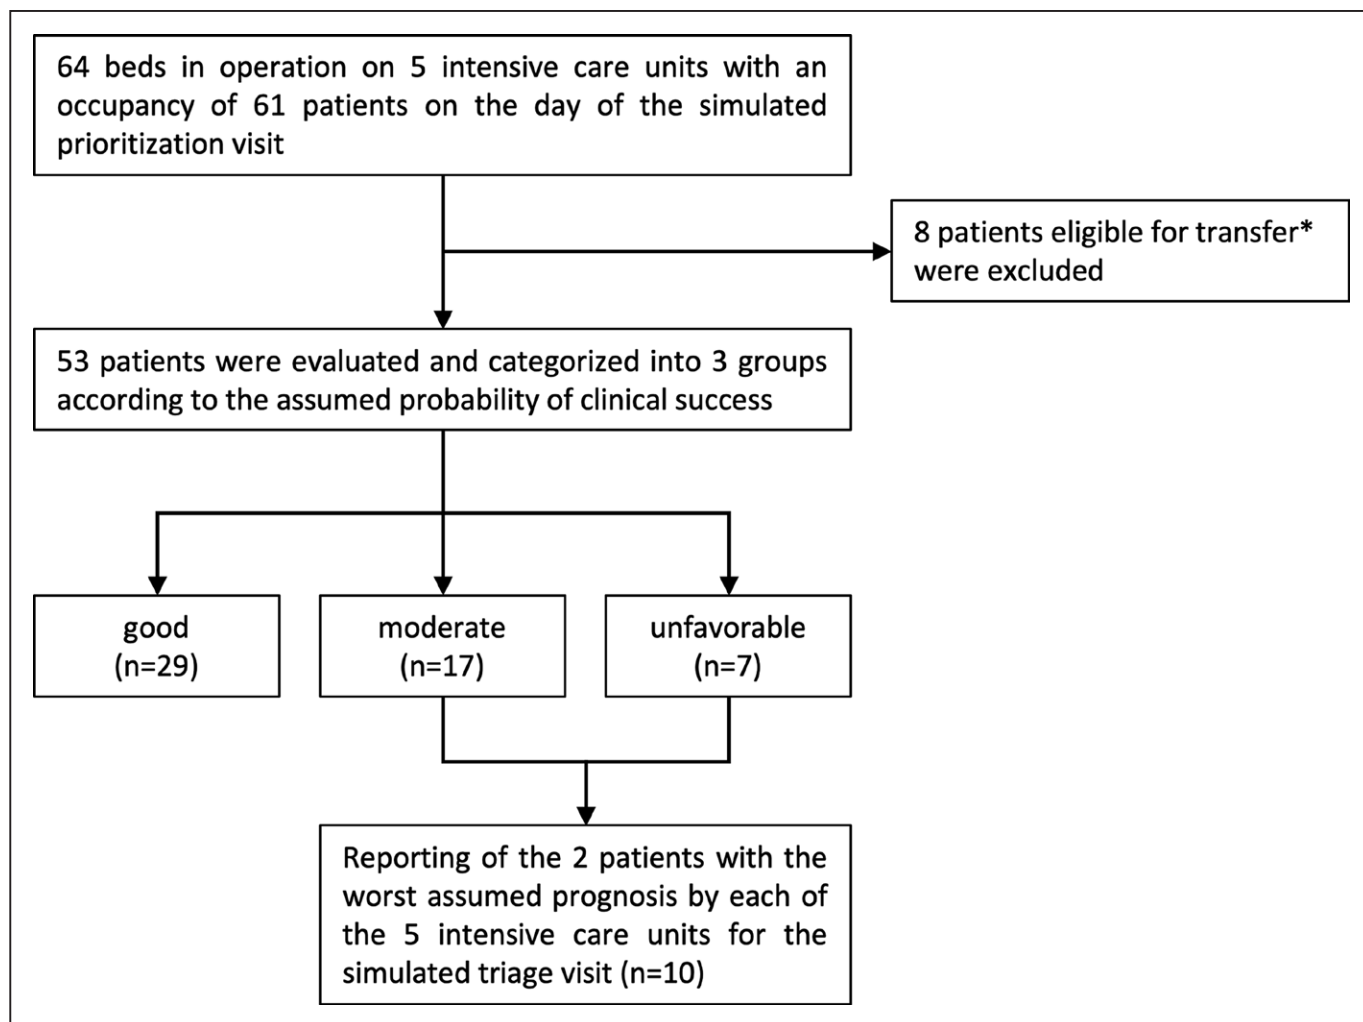 64 beds in operation on 5 intensive care units with an
occupancy of 61 patients on the day of the simulated
prioritization visit
8 patients eligible for transfer*
were excluded
53 patients were evaluated and categorized into 3 groups
according to the assumed probability of clinical success
good
(n=29)
moderate
(n=17)
unfavorable
(n=7)
Reporting of the 2 patients with the
worst assumed prognosis by each of
the 5 intensive care units for the
simulated triage visit (n=10)